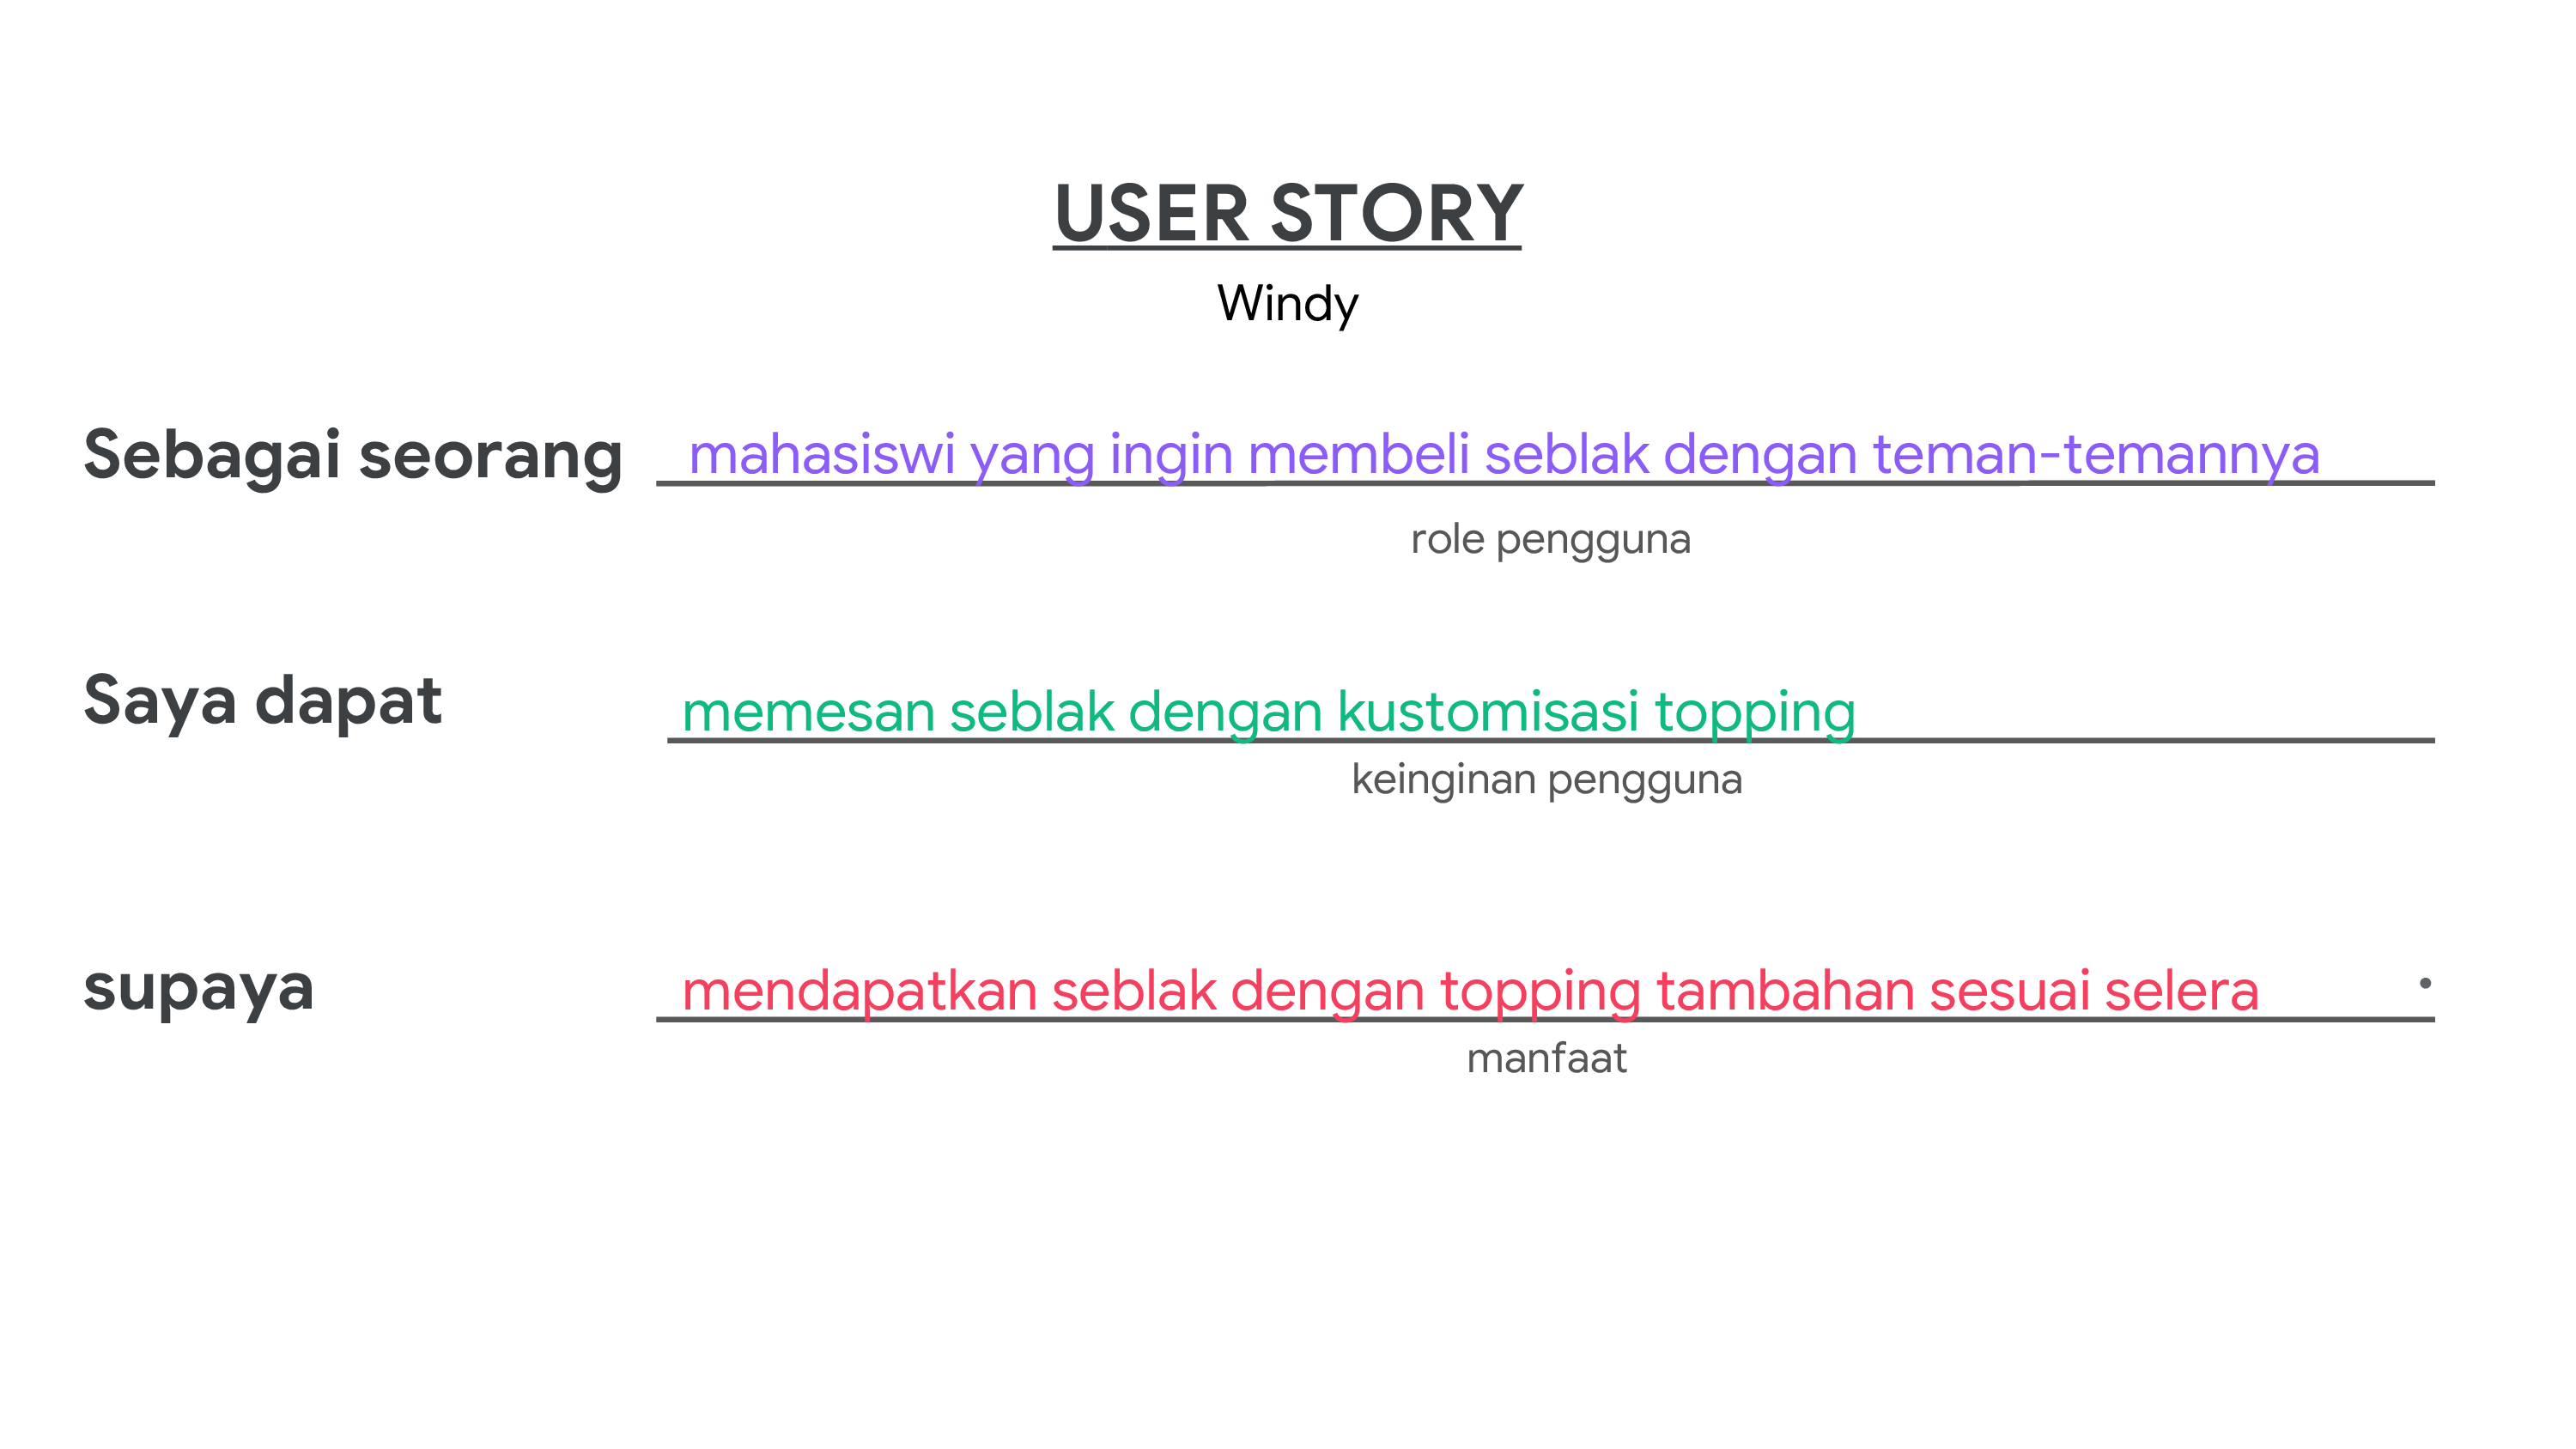 USER STORY
Windy
Sebagai seorang mahasiswi yang ingin membeli seblak dengan teman-temannya
role pengguna
Saya dapat memesan seblak dengan kustomisasi topping
keinginan pengguna
supaya mendapatkan seblak dengan topping tambahan sesuai selera .
manfaat